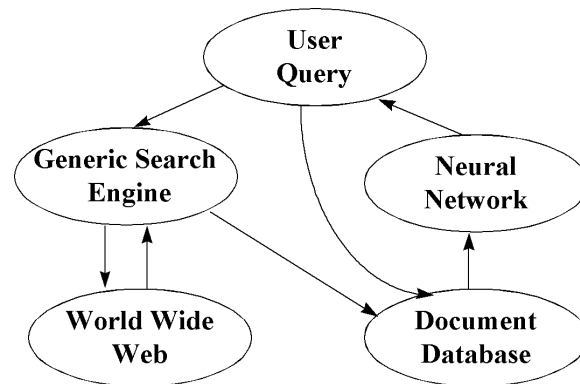 User
Query
Generic Search
Engine
Neural
Network
World Wide
Web
Document
Database